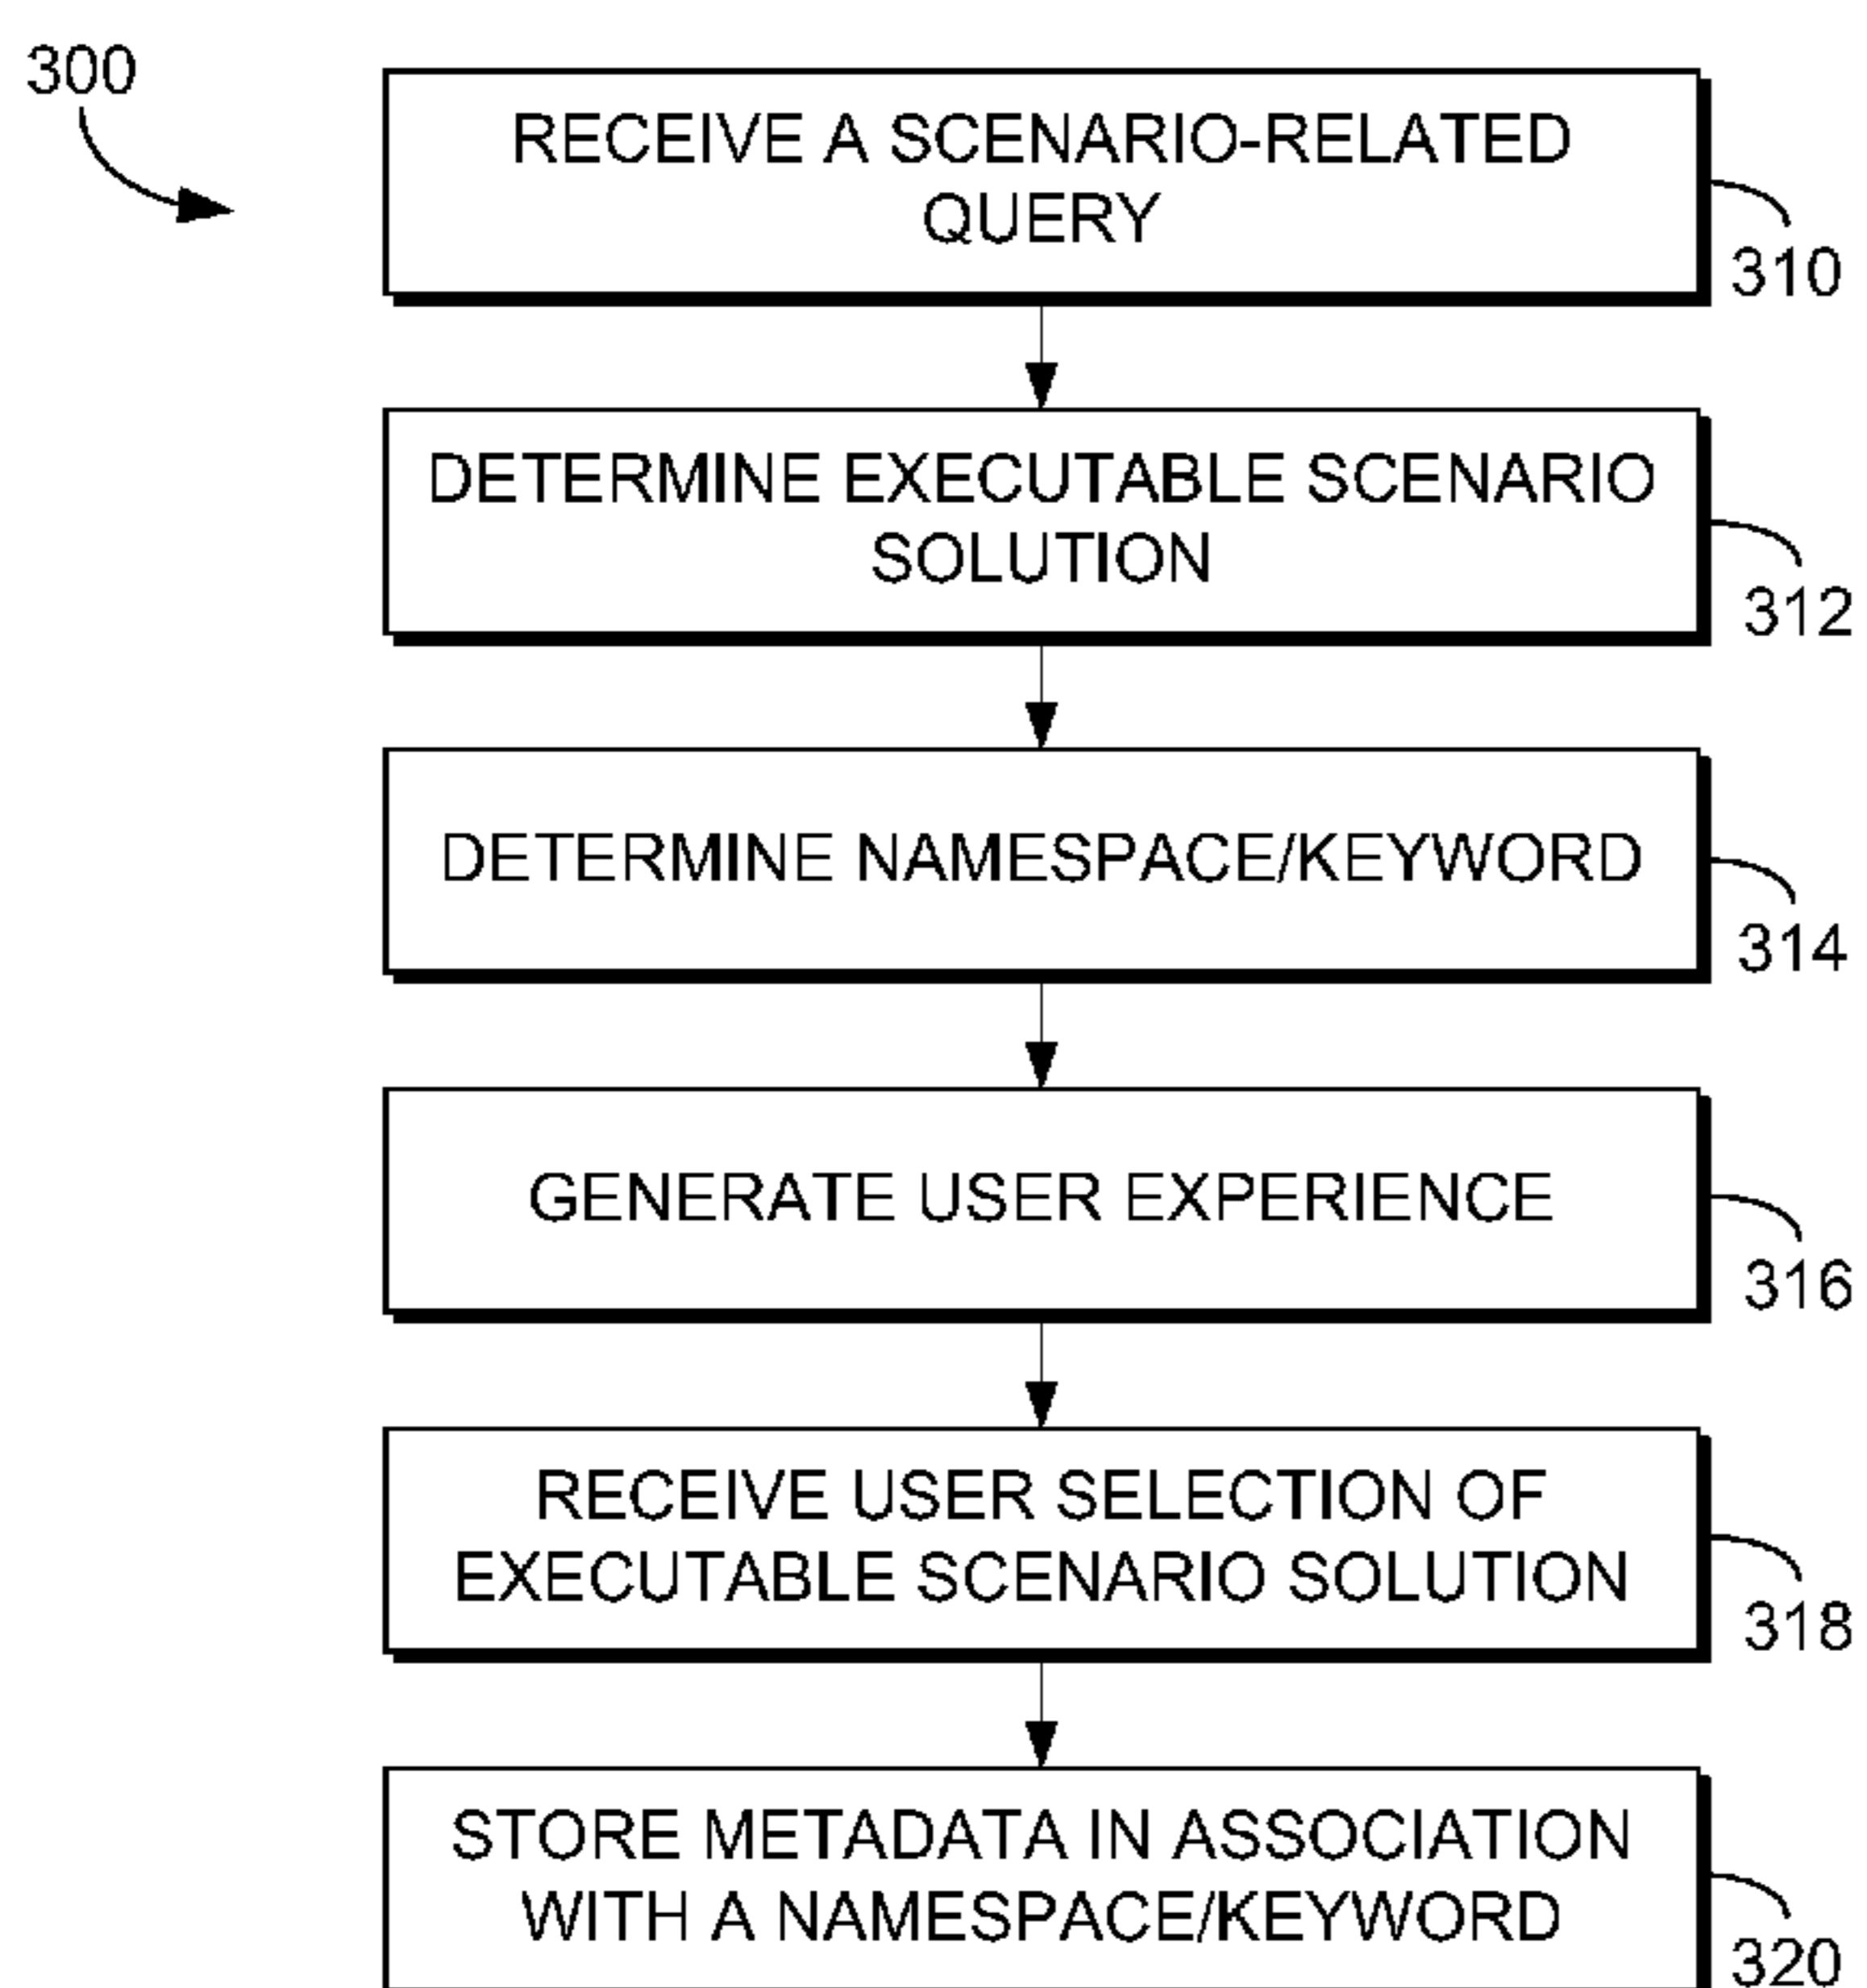 300
RECEIVE A SCENARIO-RELATED
QUERY
310
DETERMINE EXECUTABLE SCENARIO
SOLUTION
312
DETERMINE NAMESPACE/KEYWORD
314
GENERATE USER EXPERIENCE
316
RECEIVE USER SELECTION OF
EXECUTABLE SCENARIO SOLUTION
318
STORE METADATA IN ASSOCIATION
WITH A NAMESPACE/KEYWORD
320